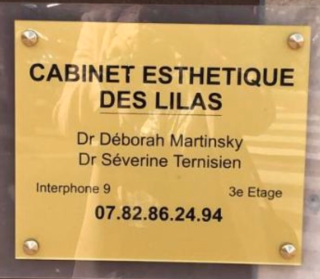 CABINET ESTHETIQUE
DES LILAS
Dr Déborah Martinsky
Dr Séverine Ternisien
Interphone 9 3e Etage
07.82.86.24.94